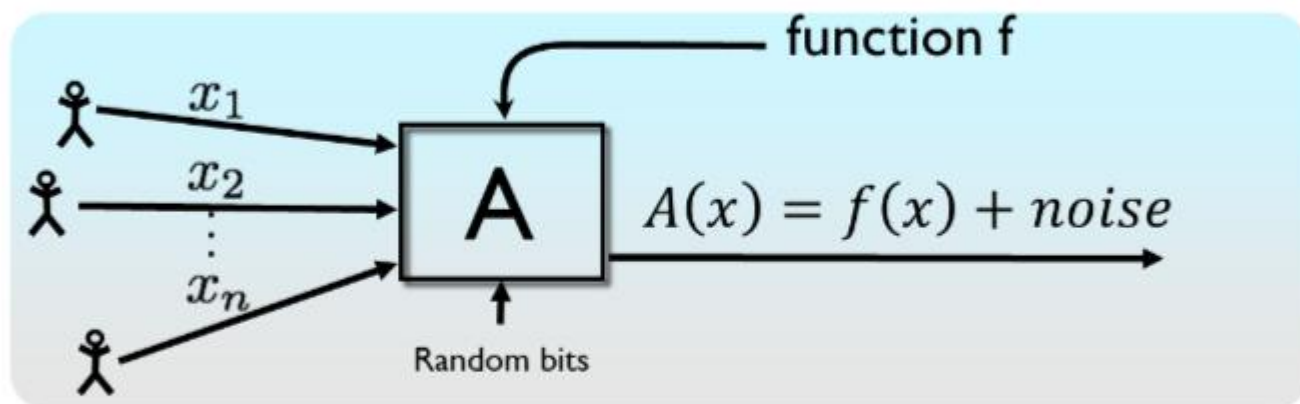 function f
x₁
x₂
⋮
xₙ
A
A(x) = f(x) + noise
Random bits